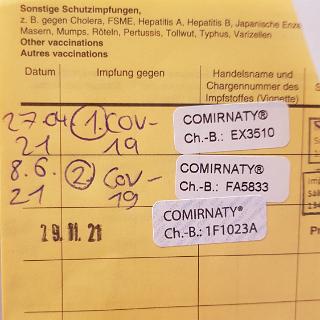 Sonstige Schutzimpfungen,
z. B. gegen Cholera, FSME, Hepatitis A, Hepatitis B, Japanische Enze
Masern, Mumps, Röteln, Pertussis, Tollwut, Typhus, Varizellen
Other vaccinations
Autres vaccinations
Datum Impfung gegen Handelsname und
Chargennummer des
Impfstoffes (Vignette)
27.04 1. COV- COMIRNATY®
21 19 Ch.-B.: EX3510
8.6. 2 COV- COMIRNATY®
21 19 Ch.-B.: FA5833
COMIRNATY®
29.11.21 Ch.-B.: 1F1023A